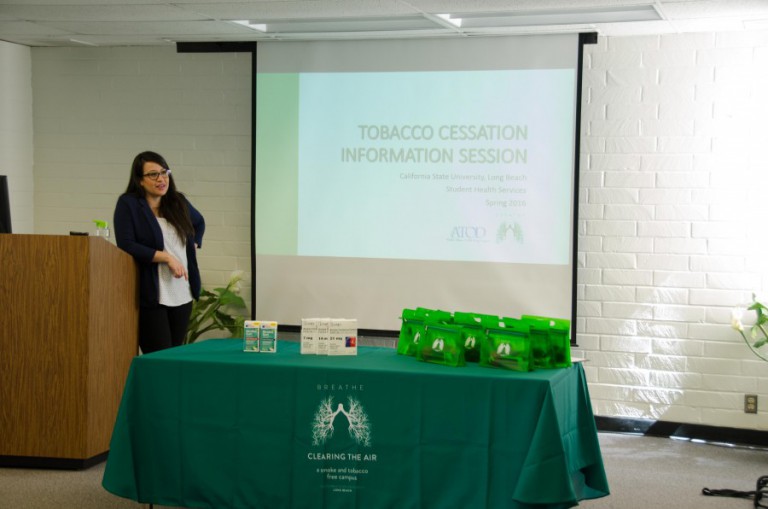 TOBACCO CESSATION
INFORMATION SESSION
California State University, Long Beach
Student Health Services
Spring 2016
ATOD
BREATHE
CLEARING THE AIR
a smoke and tobacco
free campus